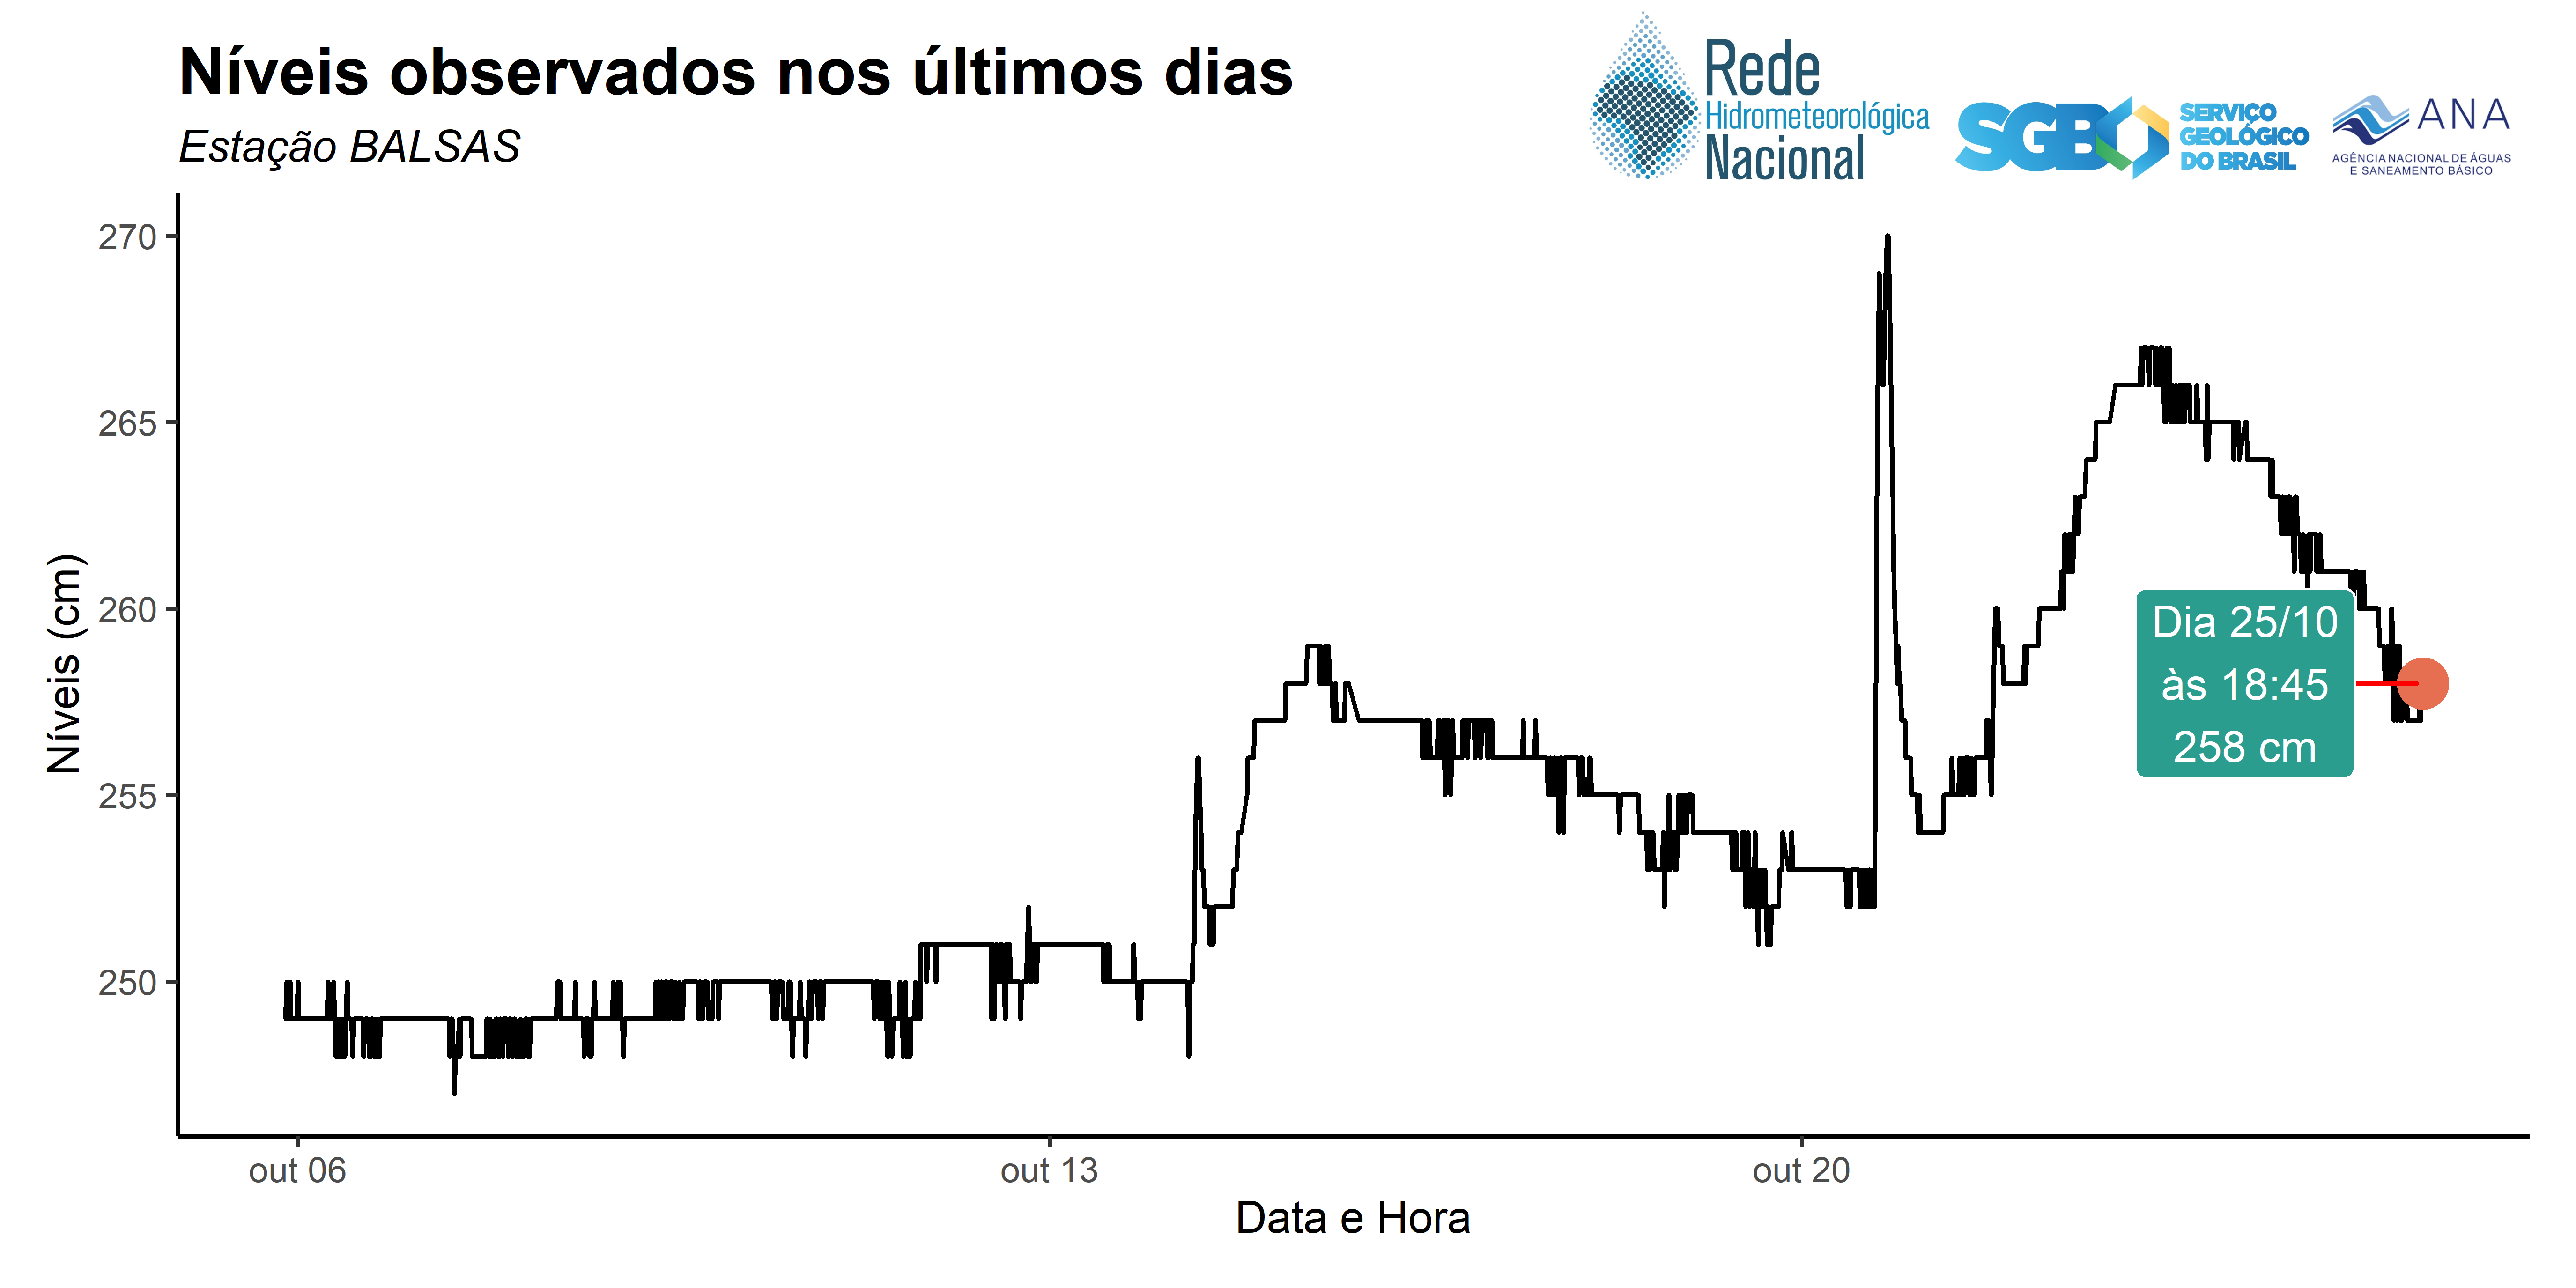 Níveis observados nos últimos dias
Estação BALSAS
Rede
Hidrometeorológica
Nacional
SGB
SERVIÇO
GEOLÓGICO
DO BRASIL
ANA
AGÊNCIA NACIONAL DE ÁGUAS
E SANEAMENTO BÁSICO
Níveis (cm)
270
265
260
255
250
Dia 25/10
às 18:45
258 cm
out 06
out 13
out 20
Data e Hora